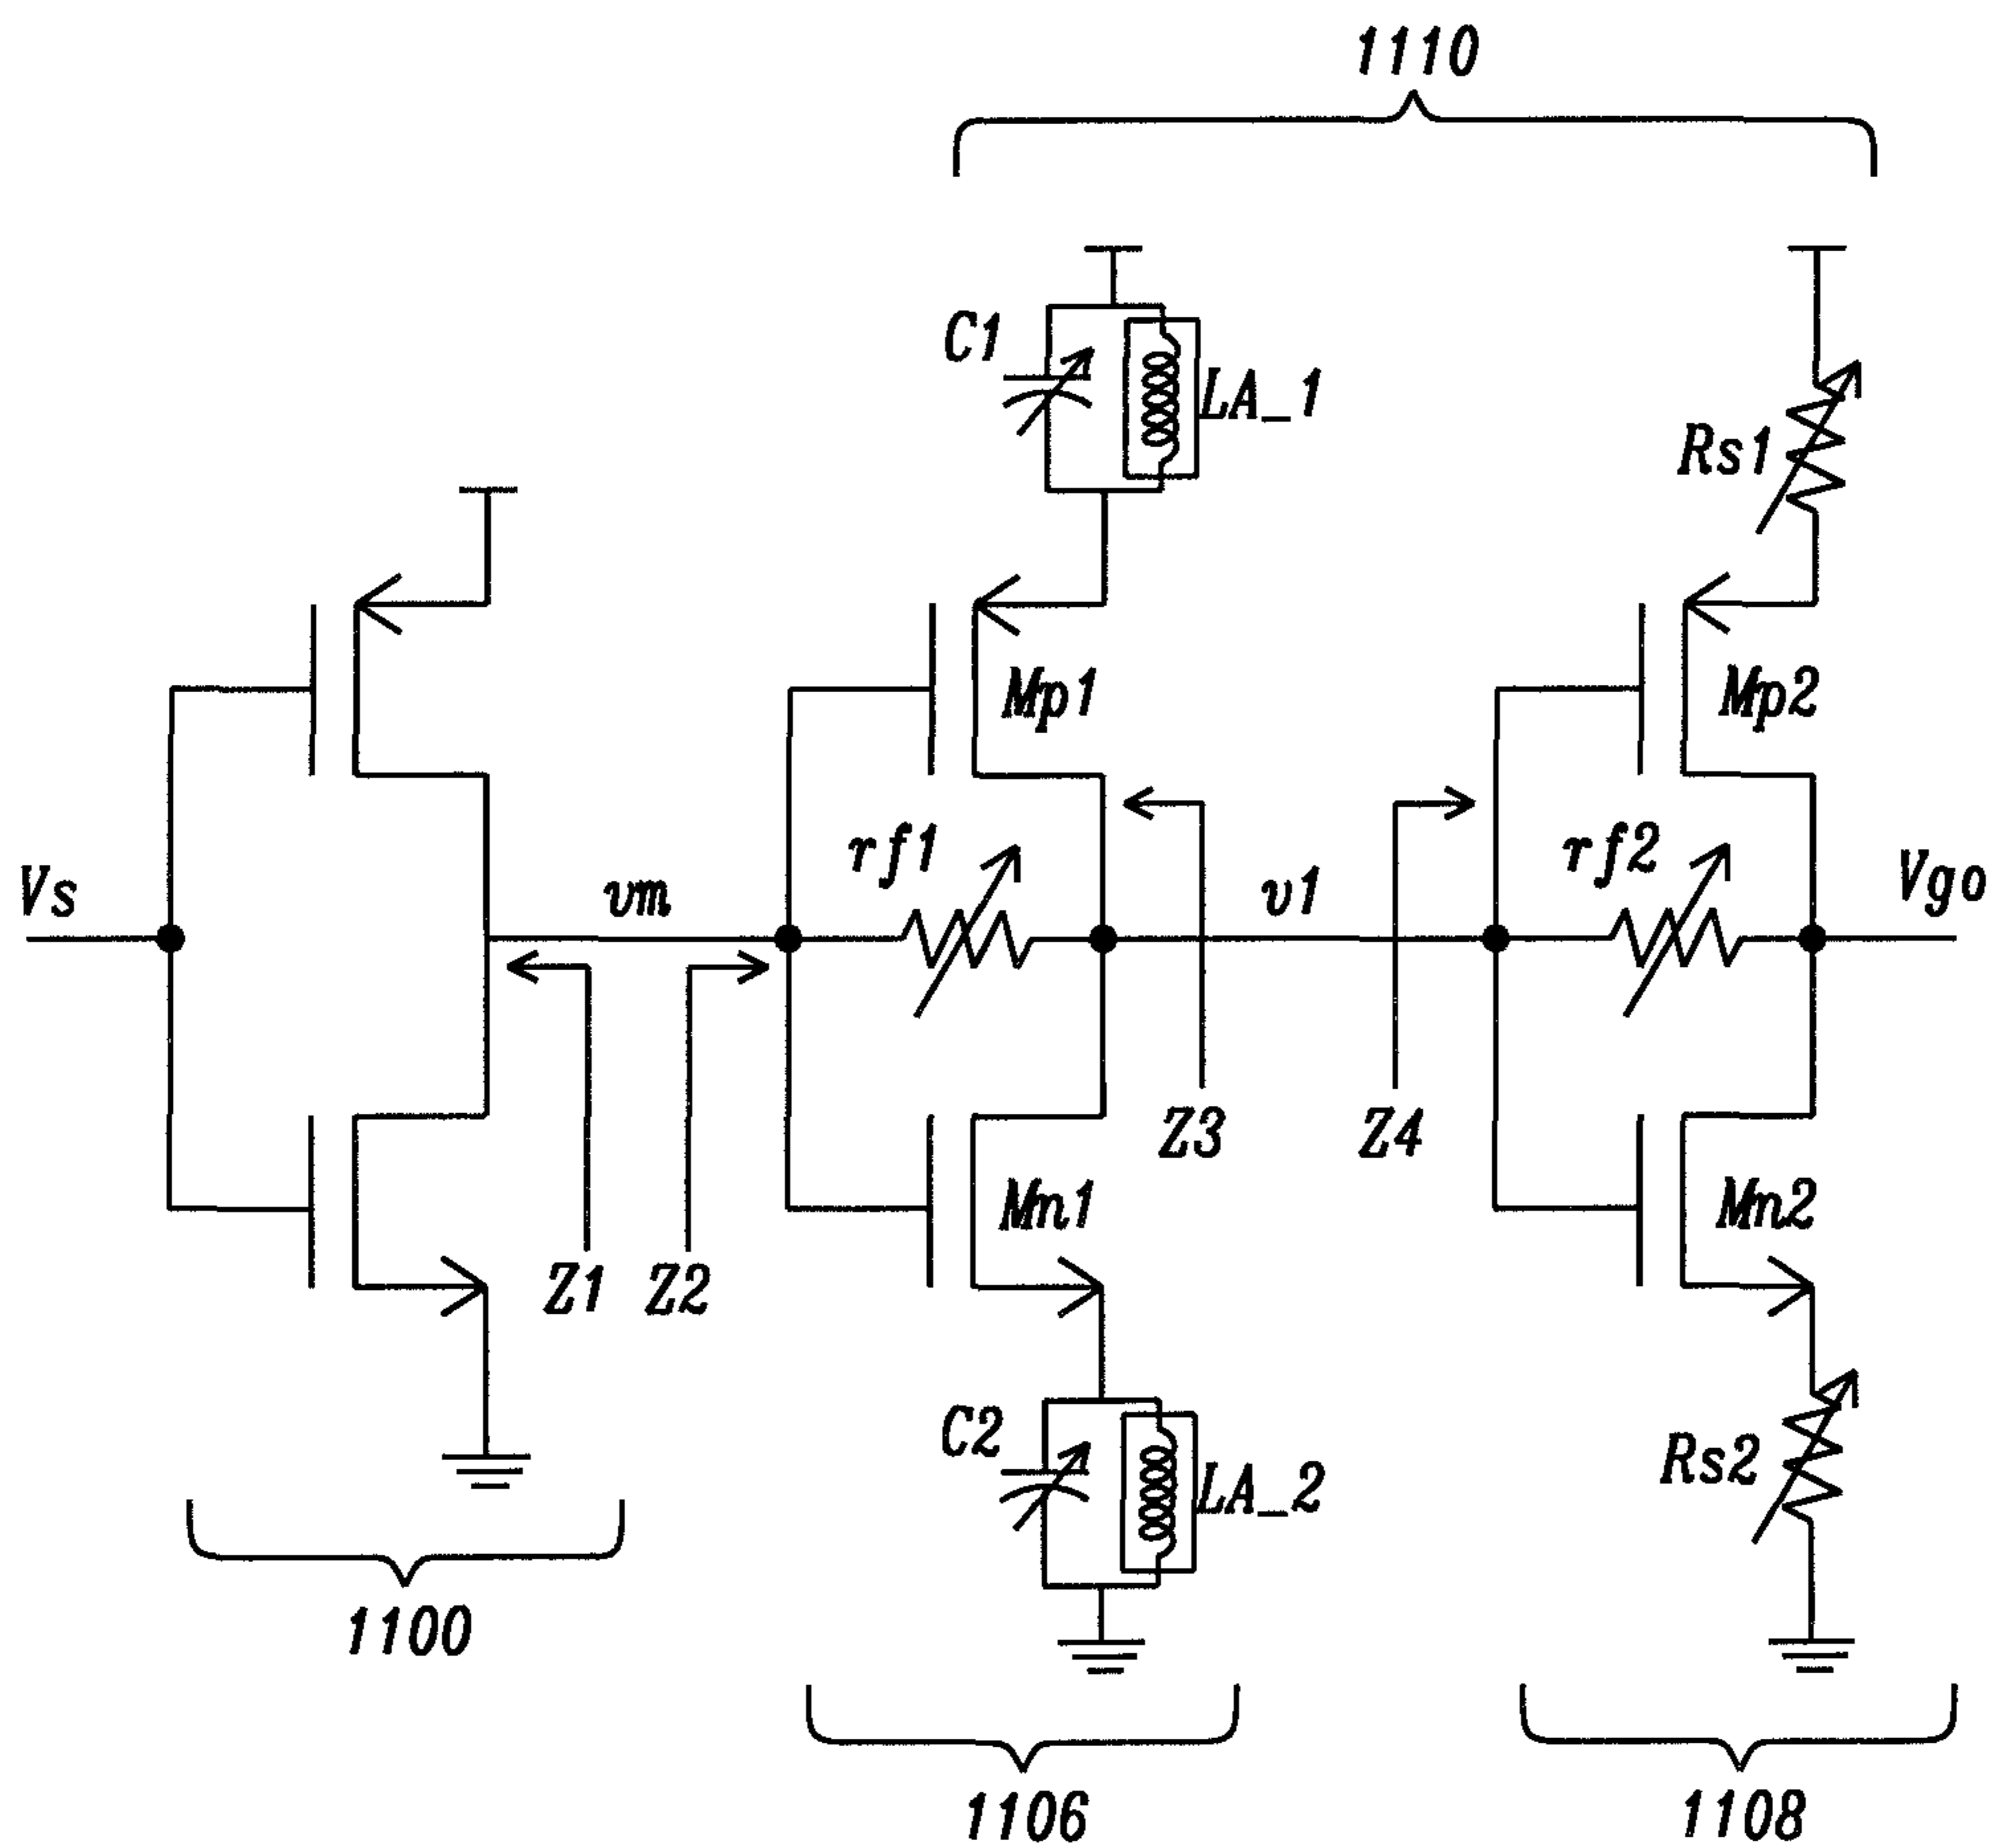 1110
C1
LA_1
Rs1
Mp1
Mp2
rf1
rf2
Vs
vm
v1
Vgo
Z3
Z4
Mn1
Mn2
Z1
Z2
C2
LA_2
Rs2
1100
1106
1108